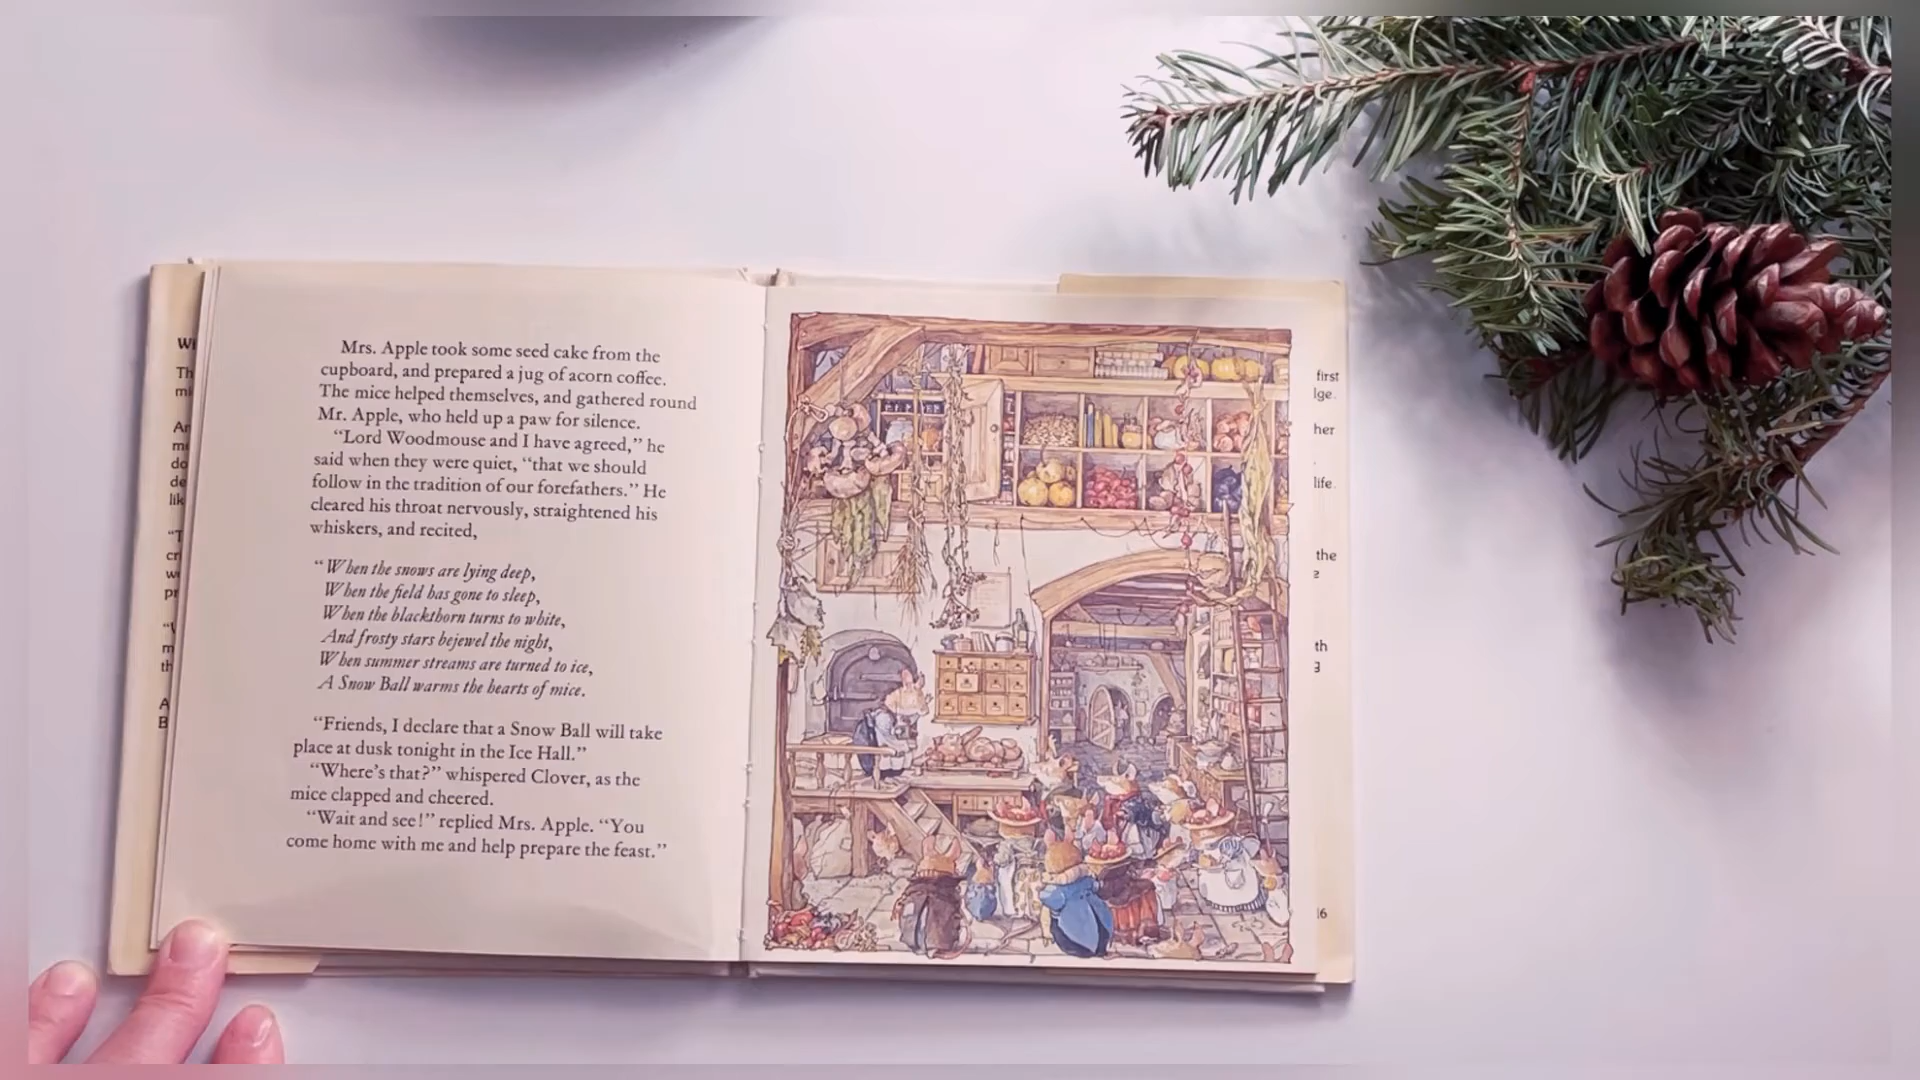 Mrs. Apple took some seed cake from the
cupboard, and prepared a jug of acorn coffee.
The mice helped themselves, and gathered round
Mr. Apple, who held up a paw for silence.
“Lord Woodmouse and I have agreed,” he
said when they were quiet, “that we should
follow in the tradition of our forefathers.” He
cleared his throat nervously, straightened his
whiskers, and recited,
“When the snows are lying deep,
When the field has gone to sleep,
When the blackthorn turns to white,
And frosty stars bejewel the night,
When summer streams are turned to ice,
A Snow Ball warms the hearts of mice.
“Friends, I declare that a Snow Ball will take
place at dusk tonight in the Ice Hall.”
“Where’s that?” whispered Clover, as the
mice clapped and cheered.
“Wait and see!” replied Mrs. Apple. “You
come home with me and help prepare the feast.”
first
lge.
her
life.
the
th